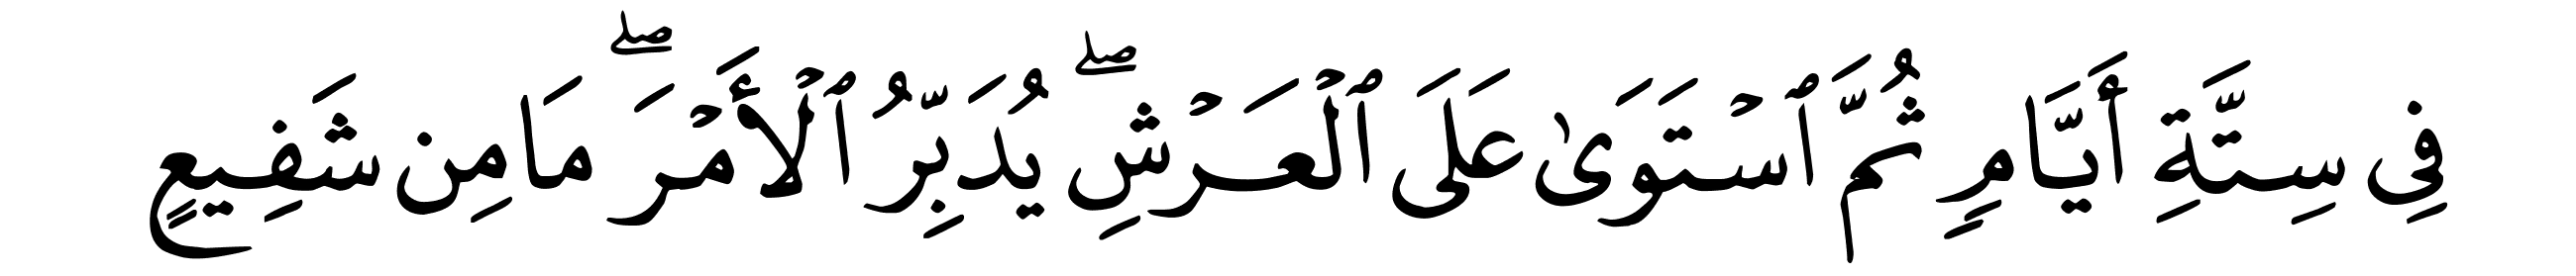 فِي سِتَّةِ أَيَّامٍ ثُمَّ ٱسۡتَوَىٰ عَلَى ٱلۡعَرۡشِۖ يُدَبِّرُ ٱلۡأَمۡرَۖ مَا مِن شَفِيعٍ